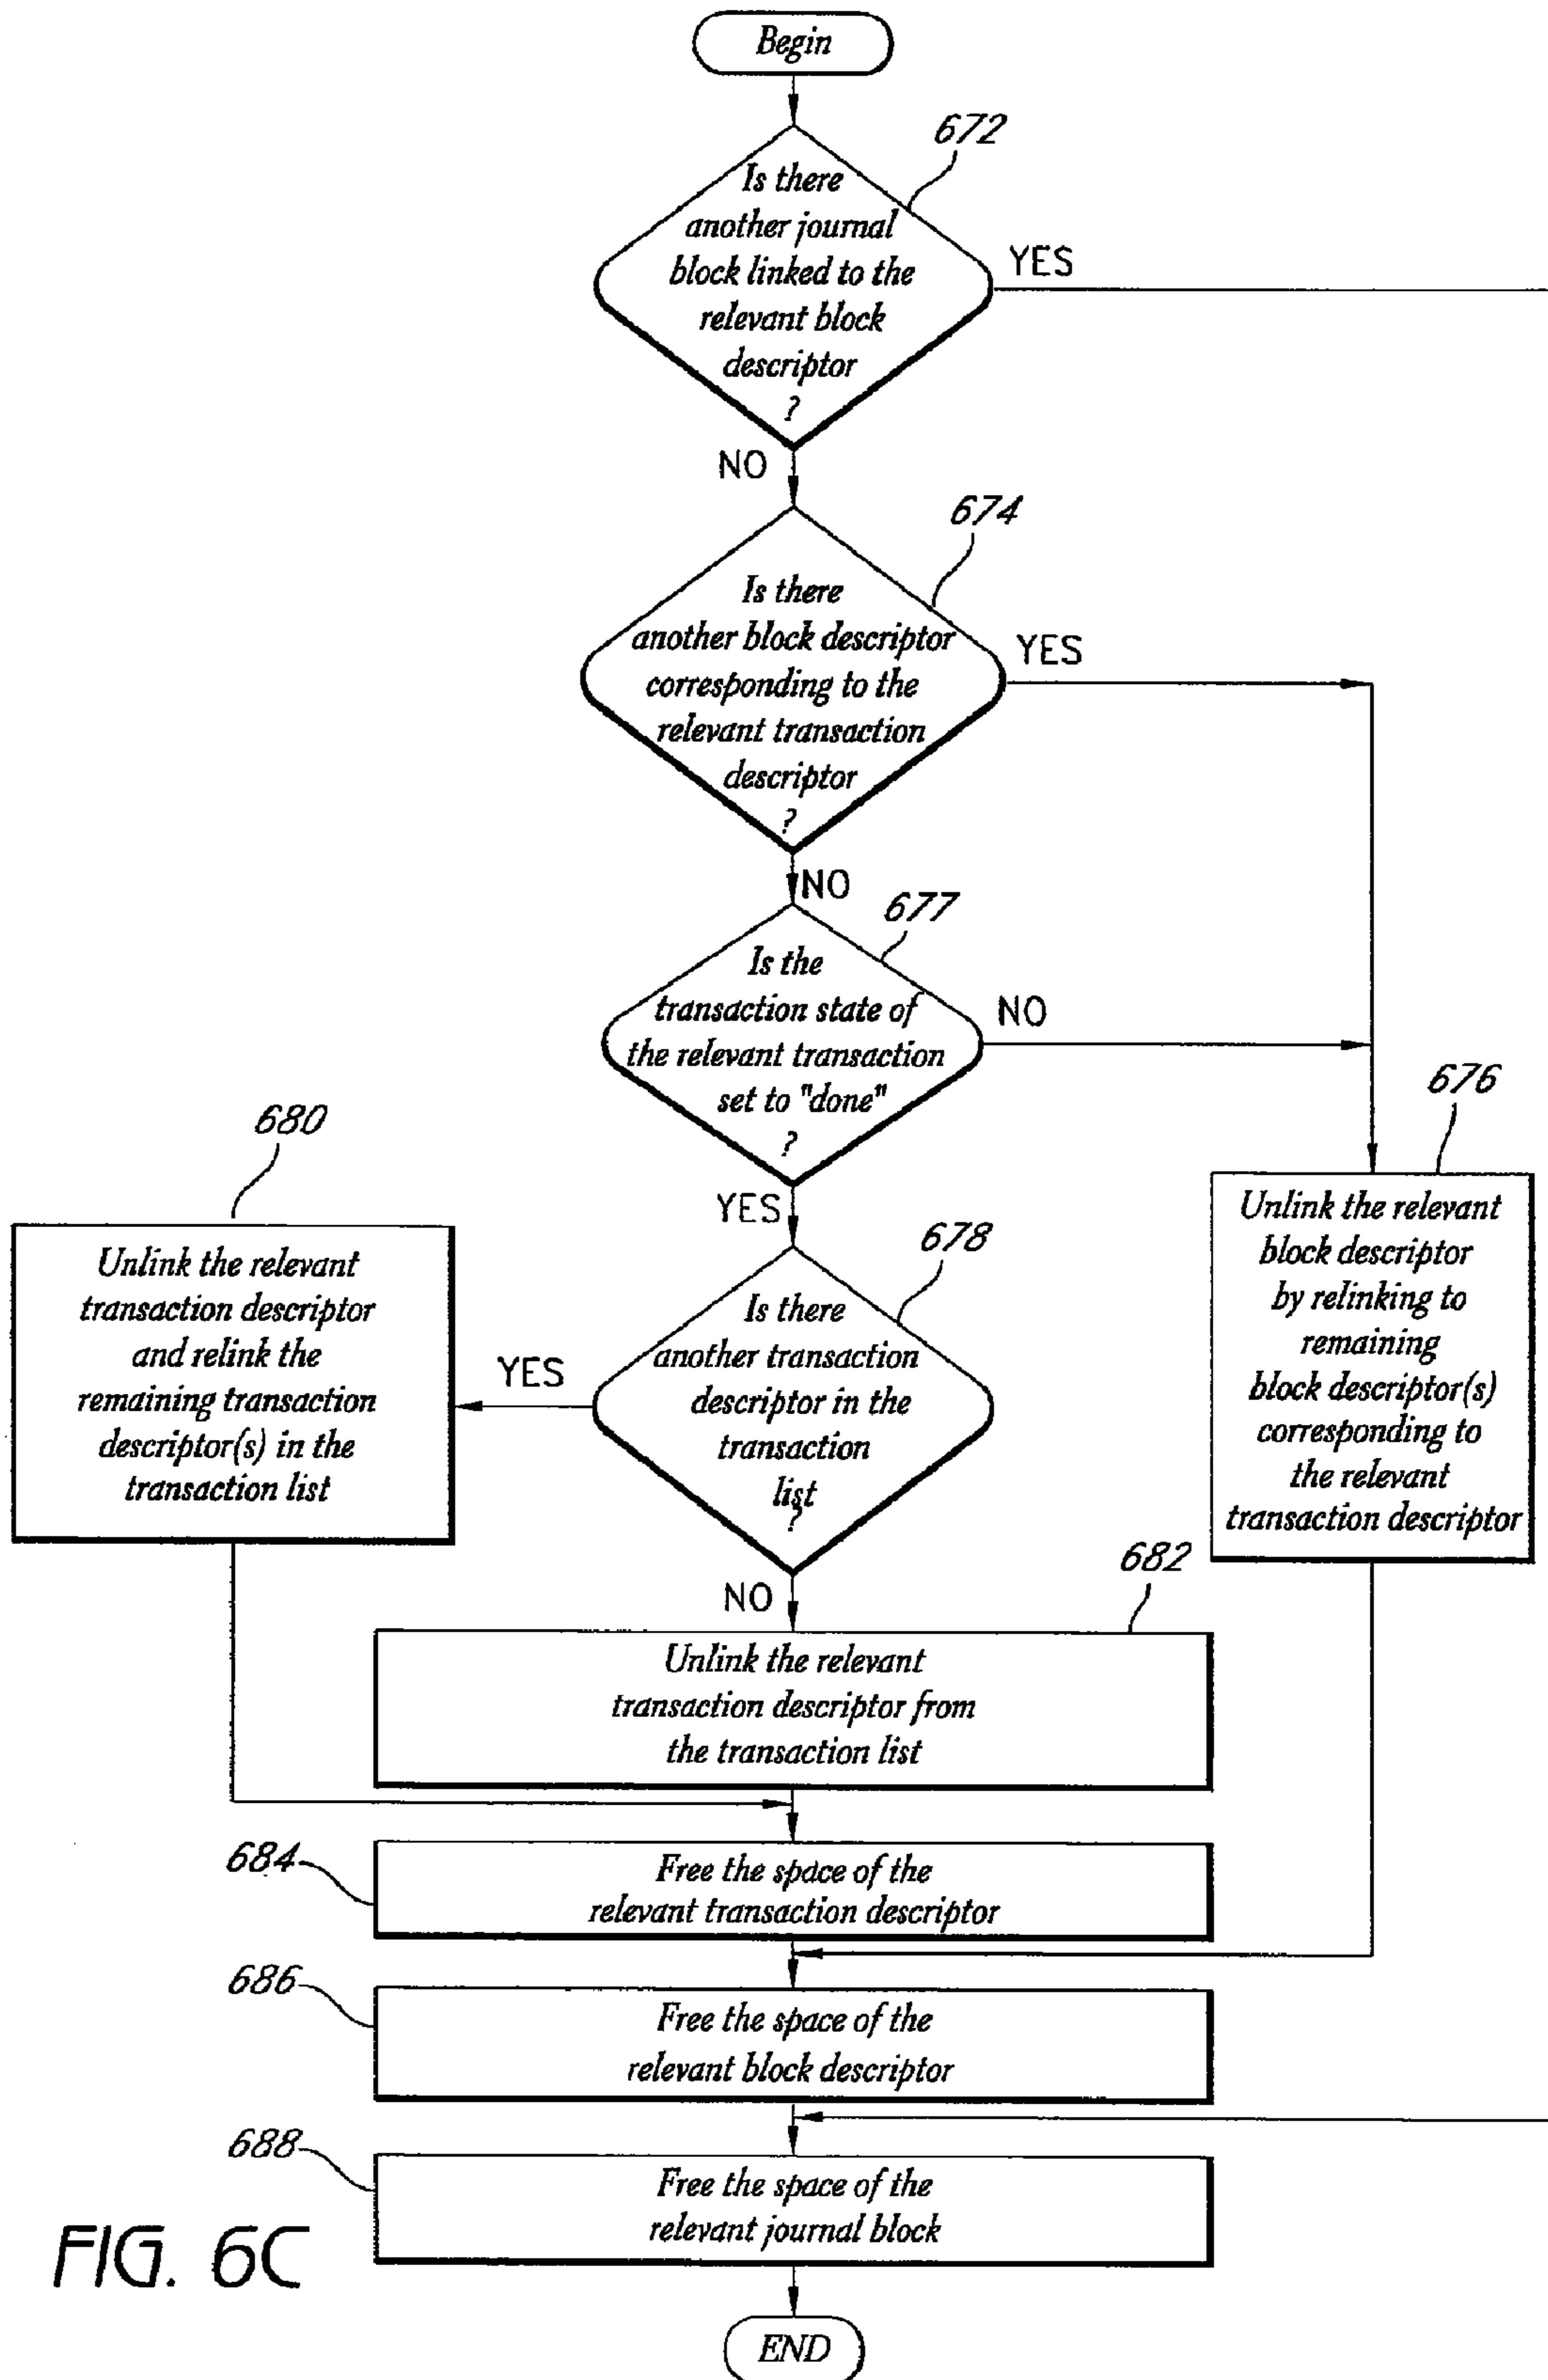 Begin
672
Is there
another journal
block linked to the
relevant block
descriptor
?
YES
NO
674
Is there
another block descriptor
corresponding to the
relevant transaction
descriptor
?
YES
NO
677
Is the
transaction state of
the relevant transaction
set to "done"
?
NO
YES
676
Unlink the relevant
block descriptor
by relinking to
remaining
block descriptor(s)
corresponding to
the relevant
transaction descriptor
680
Unlink the relevant
transaction descriptor
and relink the
remaining transaction
descriptor(s) in the
transaction list
678
Is there
another transaction
descriptor in the
transaction
list
?
YES
NO
682
Unlink the relevant
transaction descriptor from
the transaction list
684
Free the space of the
relevant transaction descriptor
686
Free the space of the
relevant block descriptor
688
Free the space of the
relevant journal block
FIG. 6C
END